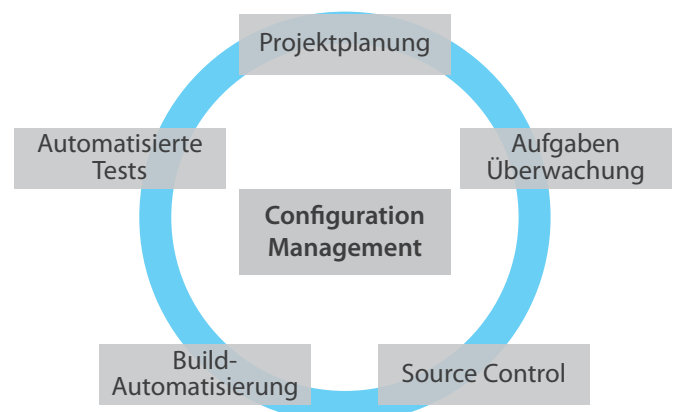 Projektplanung
Automatisierte
Tests
Aufgaben
Überwachung
Configuration
Management
Build-
Automatisierung
Source Control